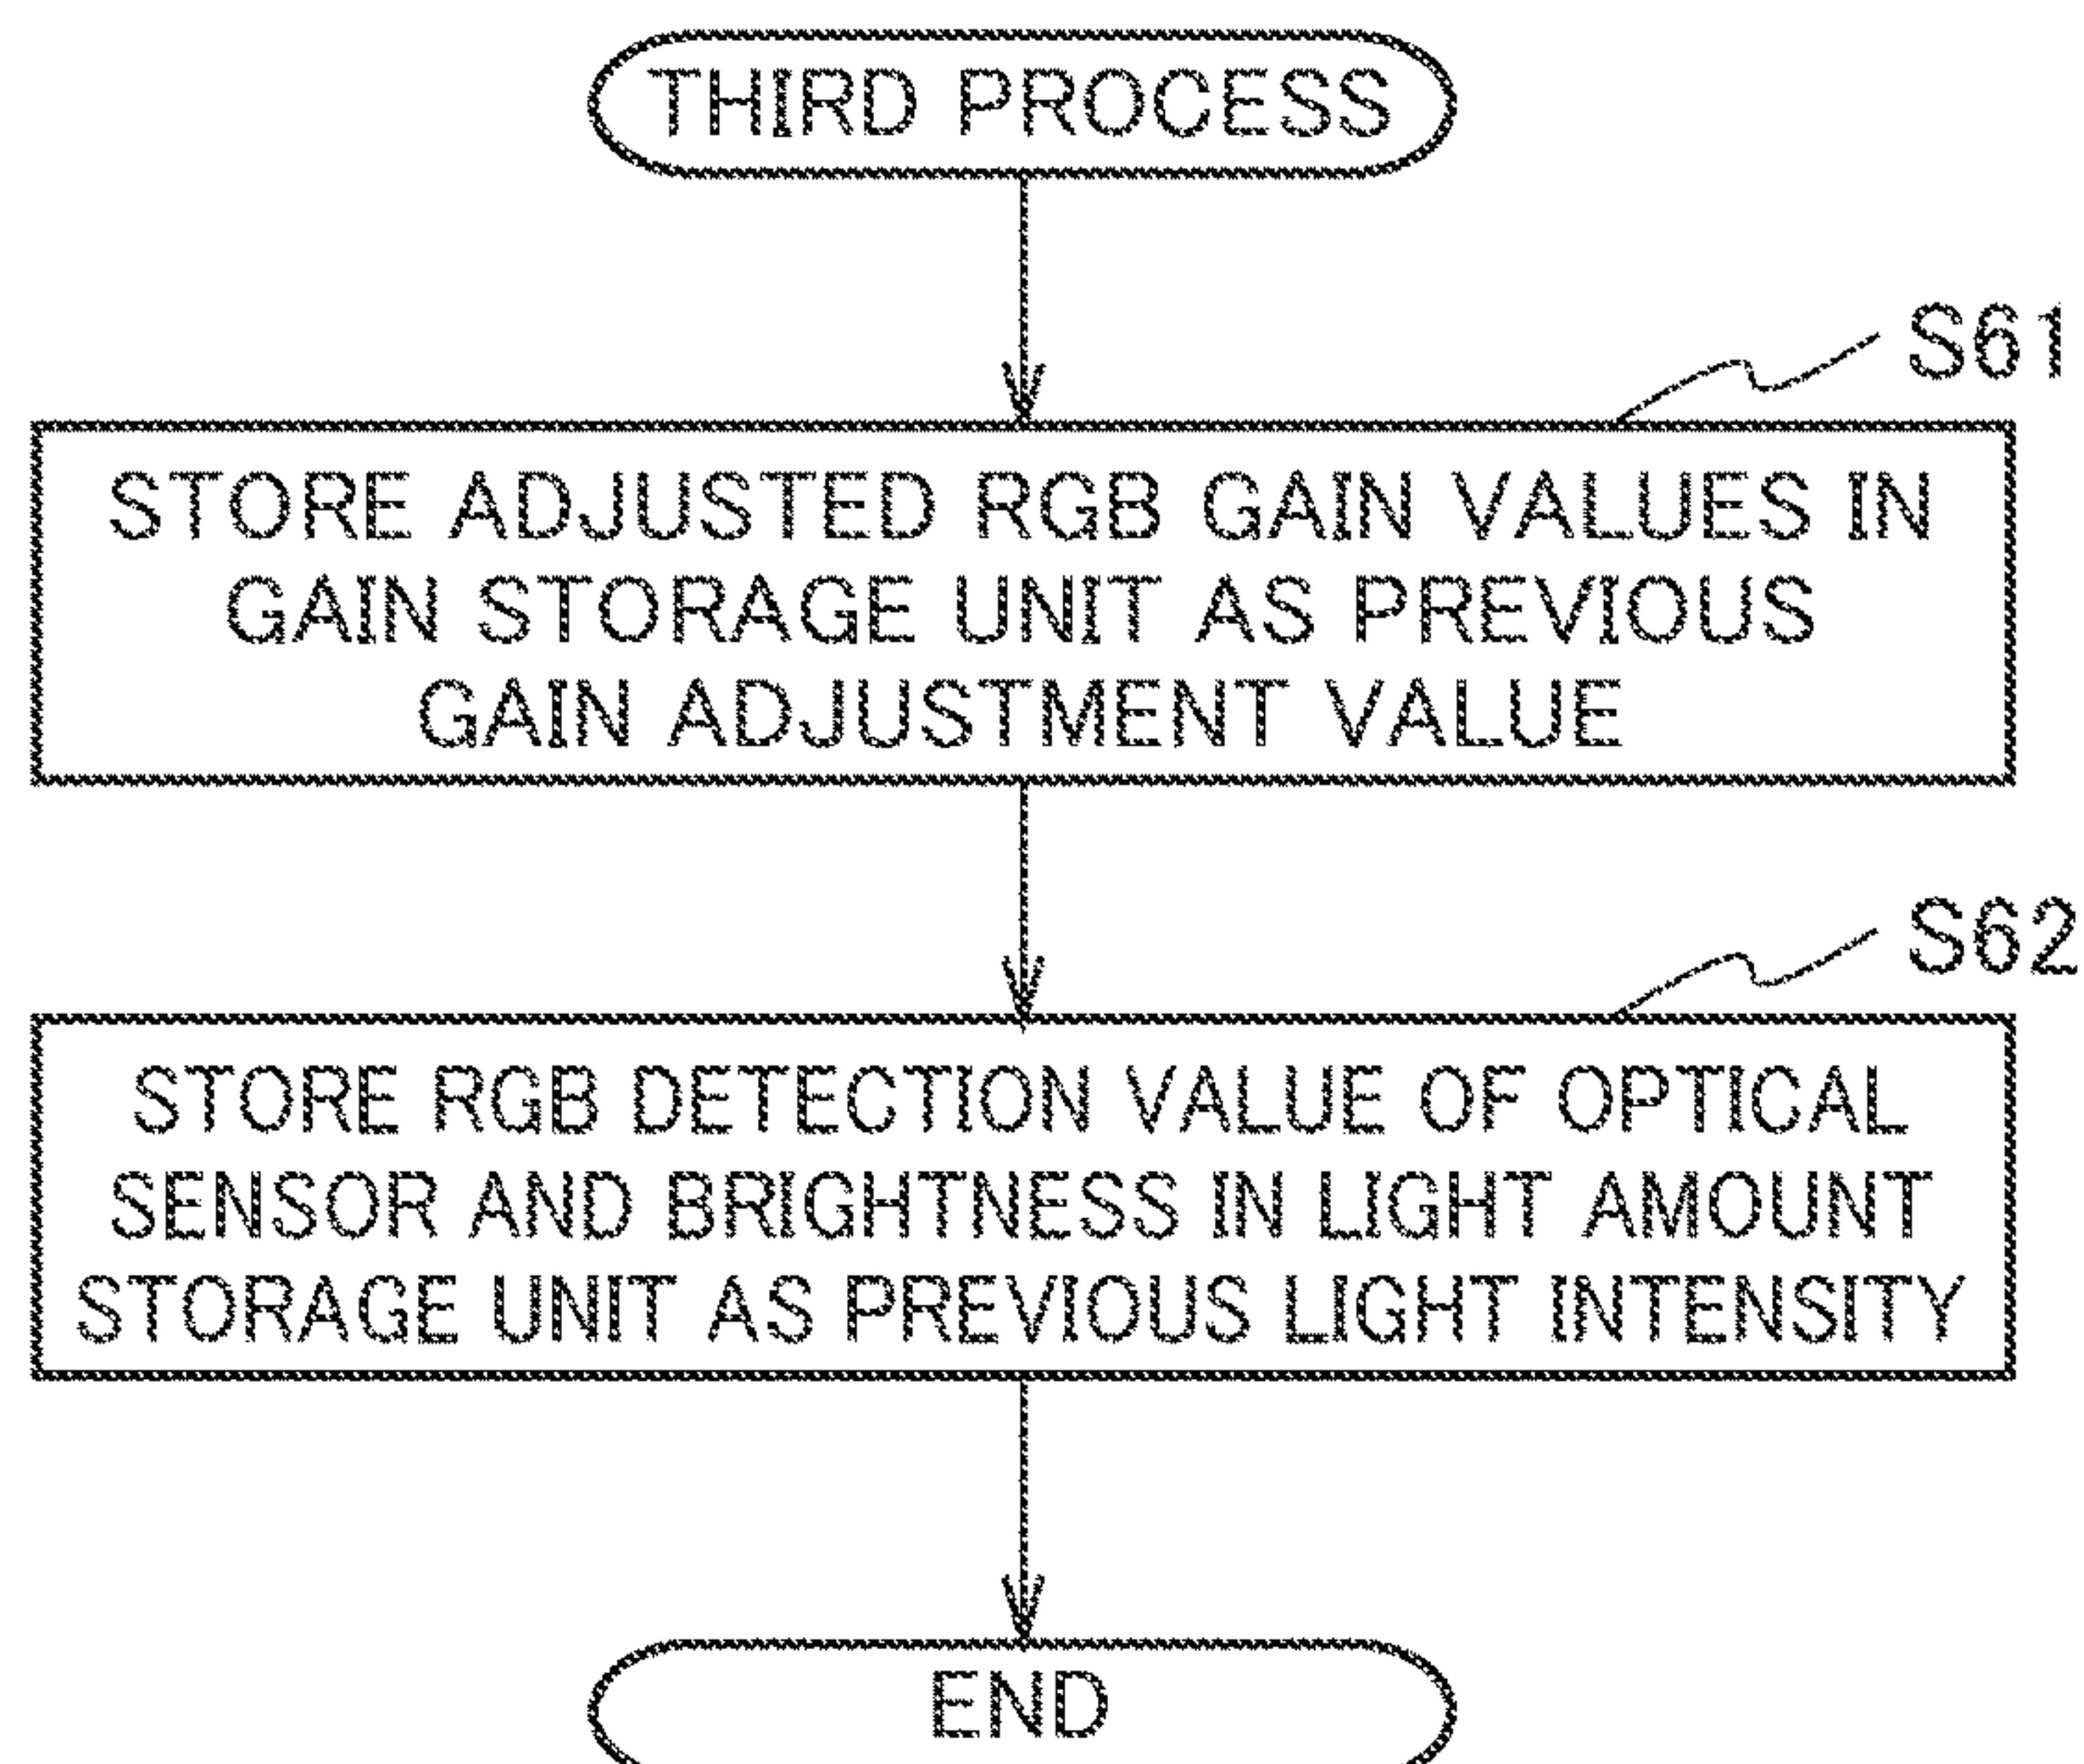 THIRD PROCESS
S61
STORE ADJUSTED RGB GAIN VALUES IN
GAIN STORAGE UNIT AS PREVIOUS
GAIN ADJUSTMENT VALUE
S62
STORE RGB DETECTION VALUE OF OPTICAL
SENSOR AND BRIGHTNESS IN LIGHT AMOUNT
STORAGE UNIT AS PREVIOUS LIGHT INTENSITY
END